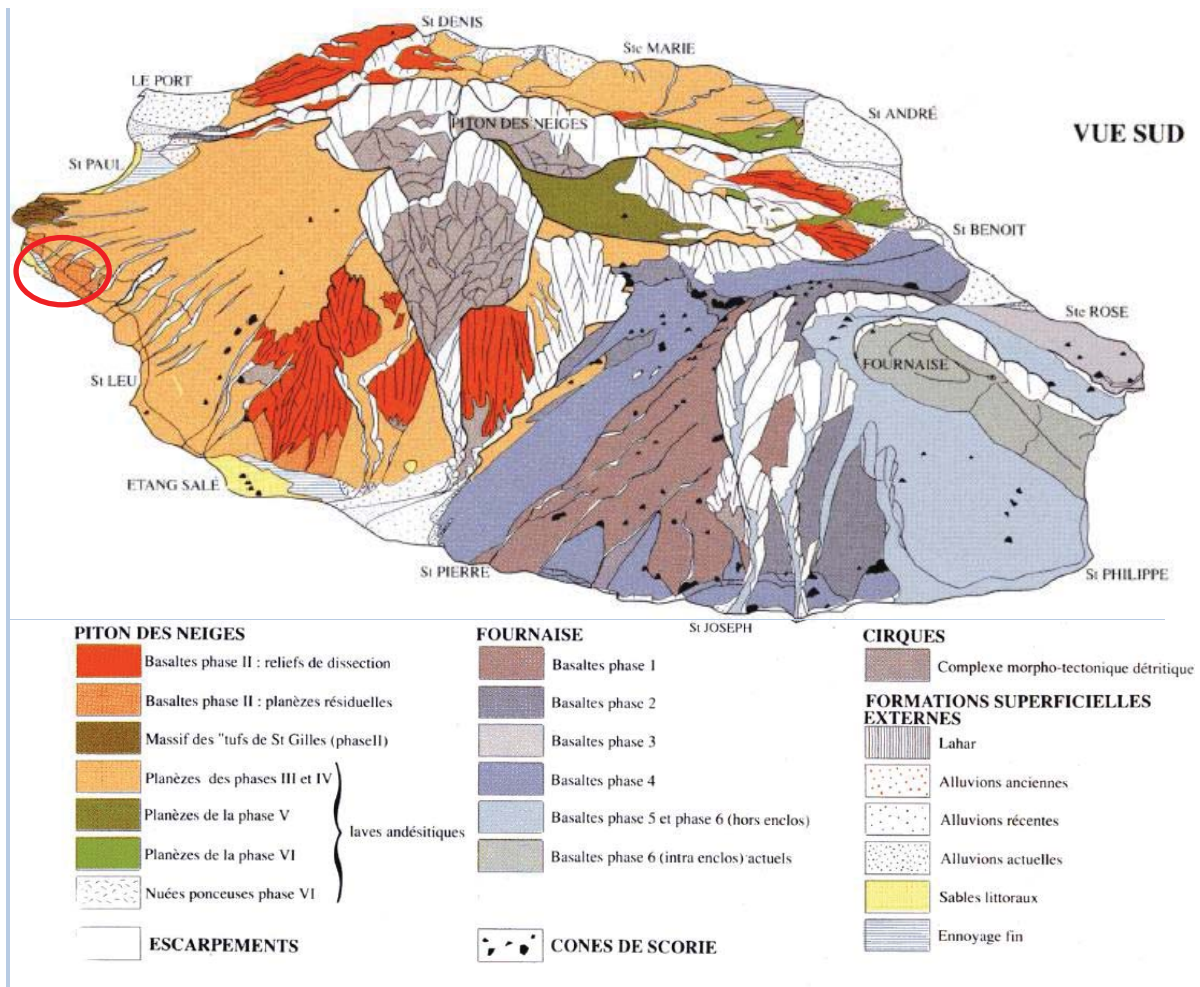 St DENIS
Ste MARIE
LE PORT
St ANDRÉ
PITON DES NEIGES
VUE SUD
St PAUL
St BENOIT
Ste ROSE
FOURNAISE
St LEU
ETANG SALÉ
St PIERRE
St PHILIPPE
St JOSEPH
PITON DES NEIGES
Basaltes phase II : reliefs de dissection
Basaltes phase II : planèzes résiduelles
Massif des "tufs de St Gilles (phaseII)
Planèzes des phases III et IV
Planèzes de la phase V
Planèzes de la phase VI
Nuées ponceuses phase VI
laves andésitiques
ESCARPEMENTS
FOURNAISE
Basaltes phase 1
Basaltes phase 2
Basaltes phase 3
Basaltes phase 4
Basaltes phase 5 et phase 6 (hors enclos)
Basaltes phase 6 (intra enclos) actuels
CONES DE SCORIE
CIRQUES
Complexe morpho-tectonique détritique
FORMATIONS SUPERFICIELLES
EXTERNES
Lahar
Alluvions anciennes
Alluvions récentes
Alluvions actuelles
Sables littoraux
Ennoyage fin